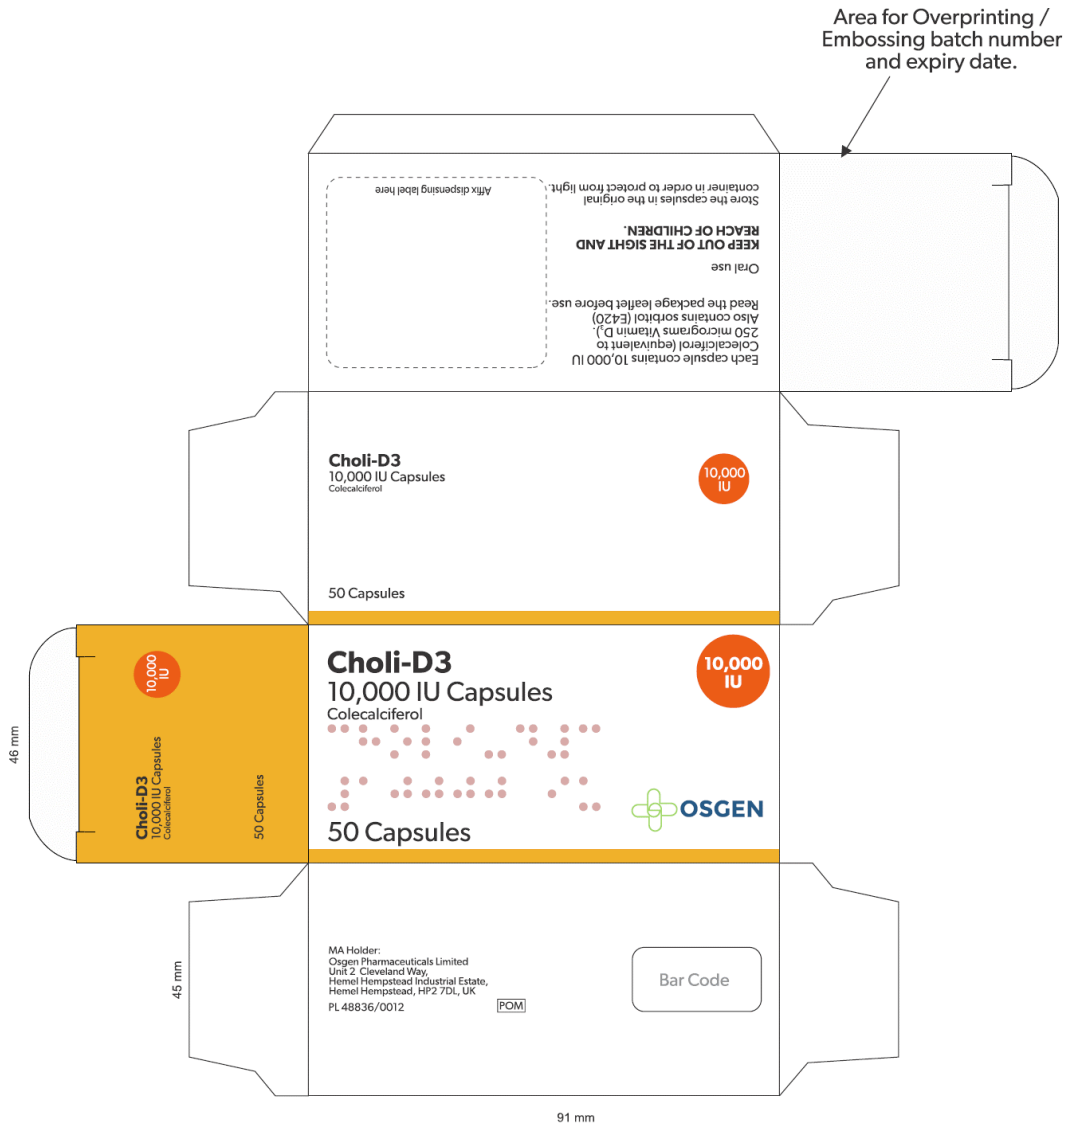 Area for Overprinting /
Embossing batch number
and expiry date.
Affix dispensing label here
Each capsule contains 10,000 IU
Colecalciferol (equivalent to
250 micrograms Vitamin D₃).
Also contains sorbitol (E420)
Read the package leaflet before use.
Oral use
KEEP OUT OF THE SIGHT AND
REACH OF CHILDREN.
Store the capsules in the original
container in order to protect from light.
Choli-D3
10,000 IU Capsules
Colecalciferol
10,000
IU
50 Capsules
10,000
IU
Choli-D3
10,000 IU Capsules
Colecalciferol
50 Capsules
46 mm
Choli-D3
10,000 IU Capsules
Colecalciferol
10,000
IU
OSGEN
50 Capsules
MA Holder:
Osgen Pharmaceuticals Limited
Unit 2 Cleveland Way,
Hemel Hempstead Industrial Estate,
Hemel Hempstead, HP2 7DL, UK
PL 48836/0012
POM
Bar Code
45 mm
91 mm